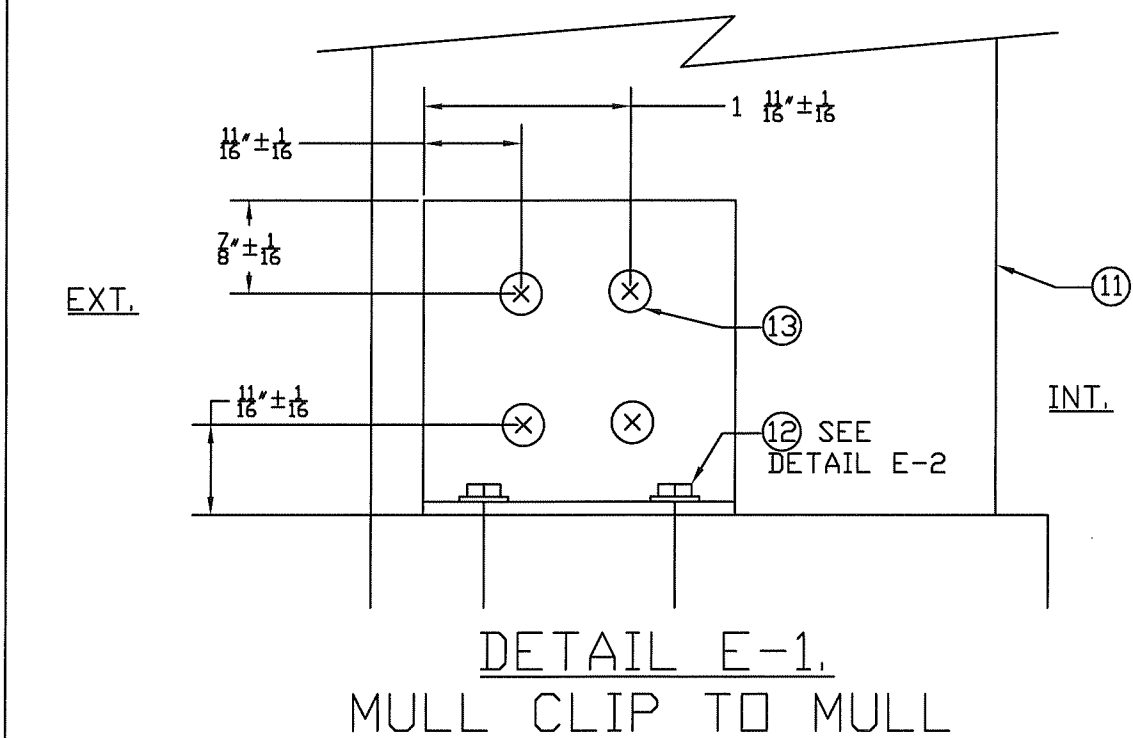 1 11/16"±1/16
11/16"±1/16
7/8"±1/16
EXT.
11
13
11/16"±1/16
INT.
12 SEE
DETAIL E-2
DETAIL E-1.
MULL CLIP TO MULL